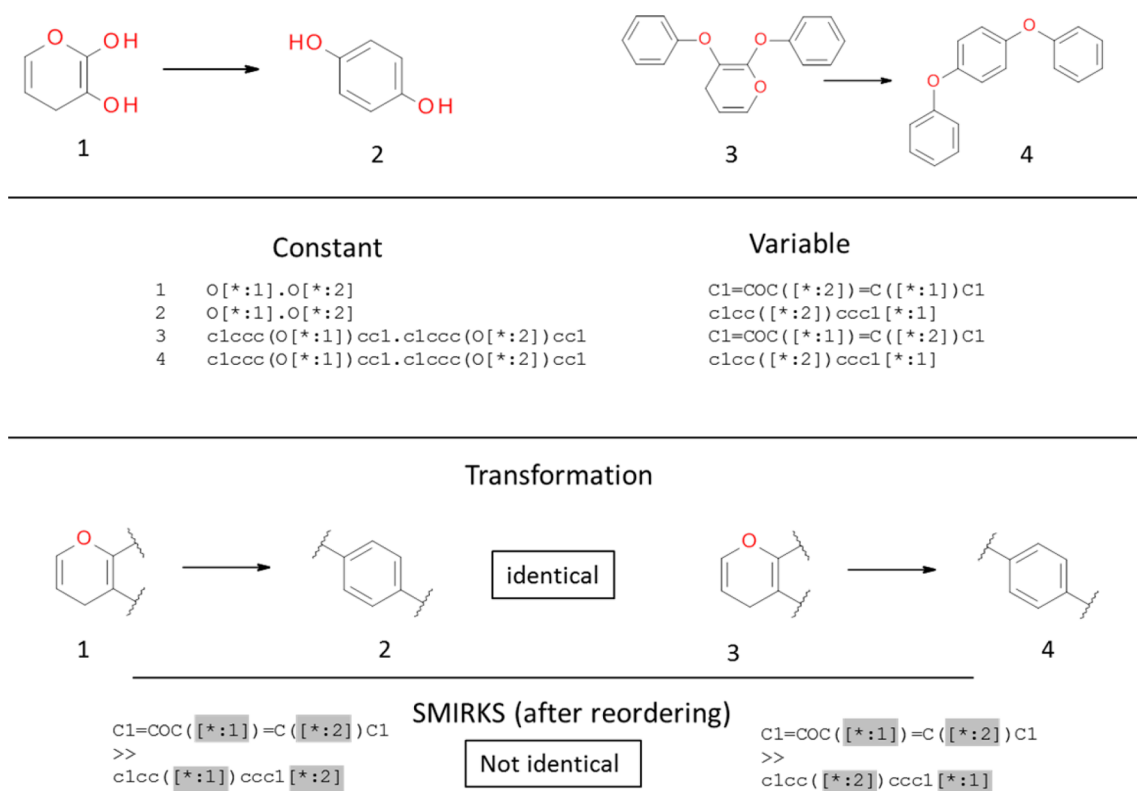 O OH HO O O
OH OH O O O
1 2 3 4
Constant Variable
1 O[*:1].O[*:2] C1=COC([*:2])=C([*:1])C1
2 O[*:1].O[*:2] c1cc([*:2])ccc1[*:1]
3 c1ccc(O[*:1])cc1.c1ccc(O[*:2])cc1 C1=COC([*:1])=C([*:2])C1
4 c1ccc(O[*:1])cc1.c1ccc(O[*:2])cc1 c1cc([*:2])ccc1[*:1]
Transformation
O identical O
1 2 3 4
SMIRKS (after reordering)
C1=COC([*:1])=C([*:2])C1 C1=COC([*:1])=C([*:2])C1
>> Not identical >>
c1cc([*:1])ccc1[*:2] c1cc([*:2])ccc1[*:1]